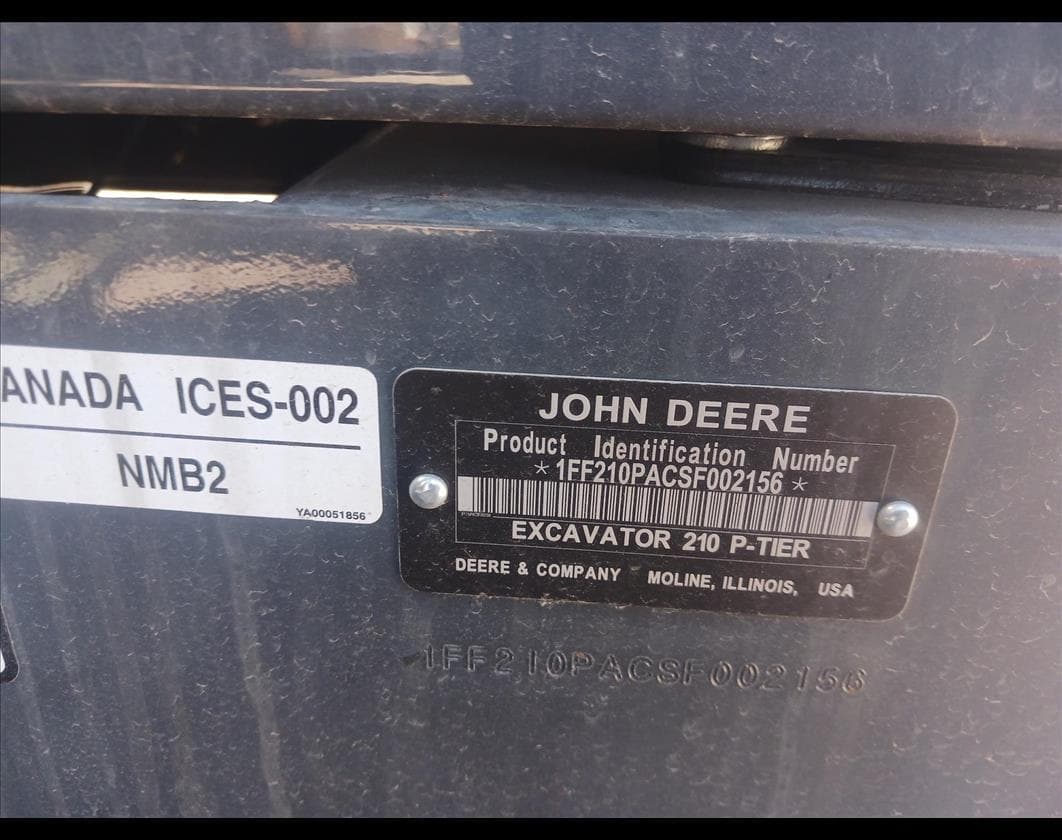 ANADA ICES-002
NMB2
YA00051856
JOHN DEERE
Product Identification Number
*1FF210PACSF002156*
EXCAVATOR 210 P-TIER
DEERE & COMPANY MOLINE, ILLINOIS, USA
1FF210PACSF002156